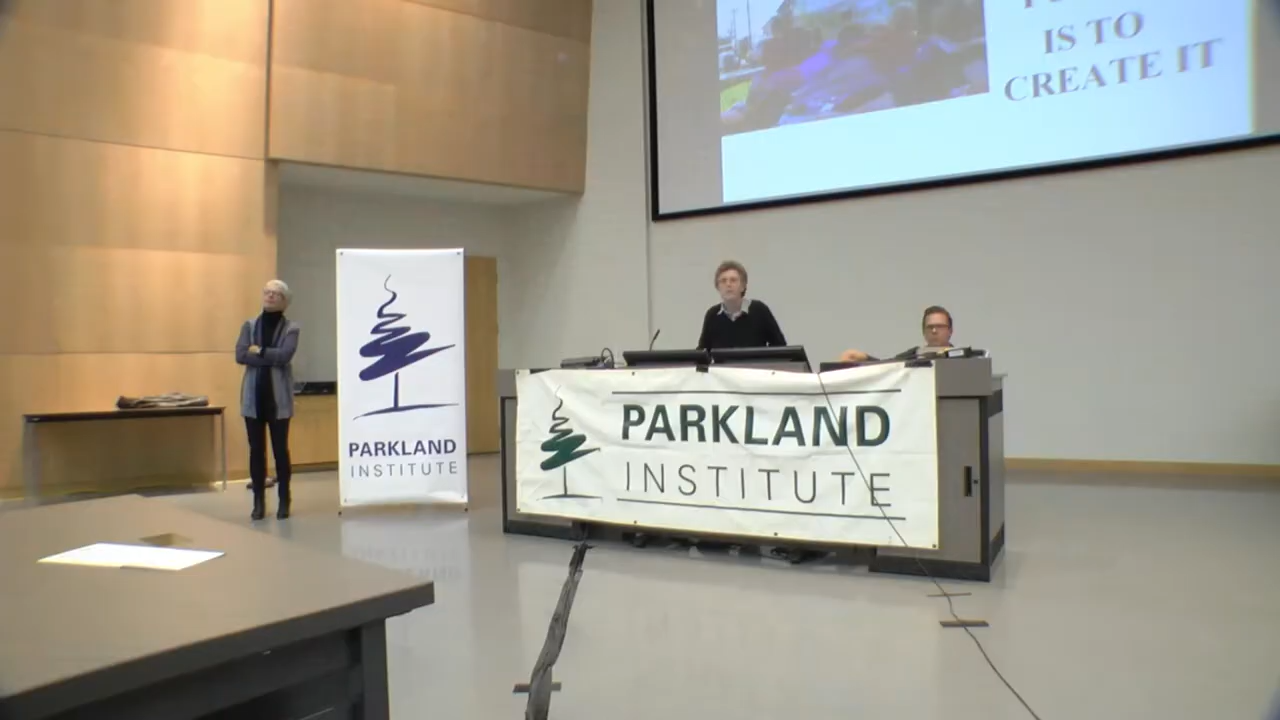 IS TO
CREATE IT
PARKLAND
INSTITUTE
PARKLAND
INSTITUTE